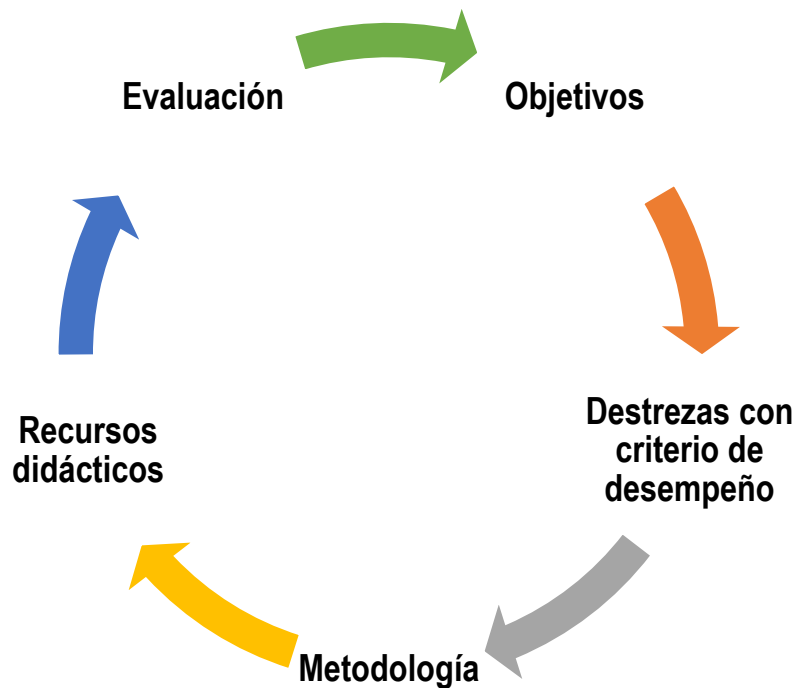 Evaluación
Objetivos
Destrezas con
criterio de
desempeño
Metodología
Recursos
didácticos